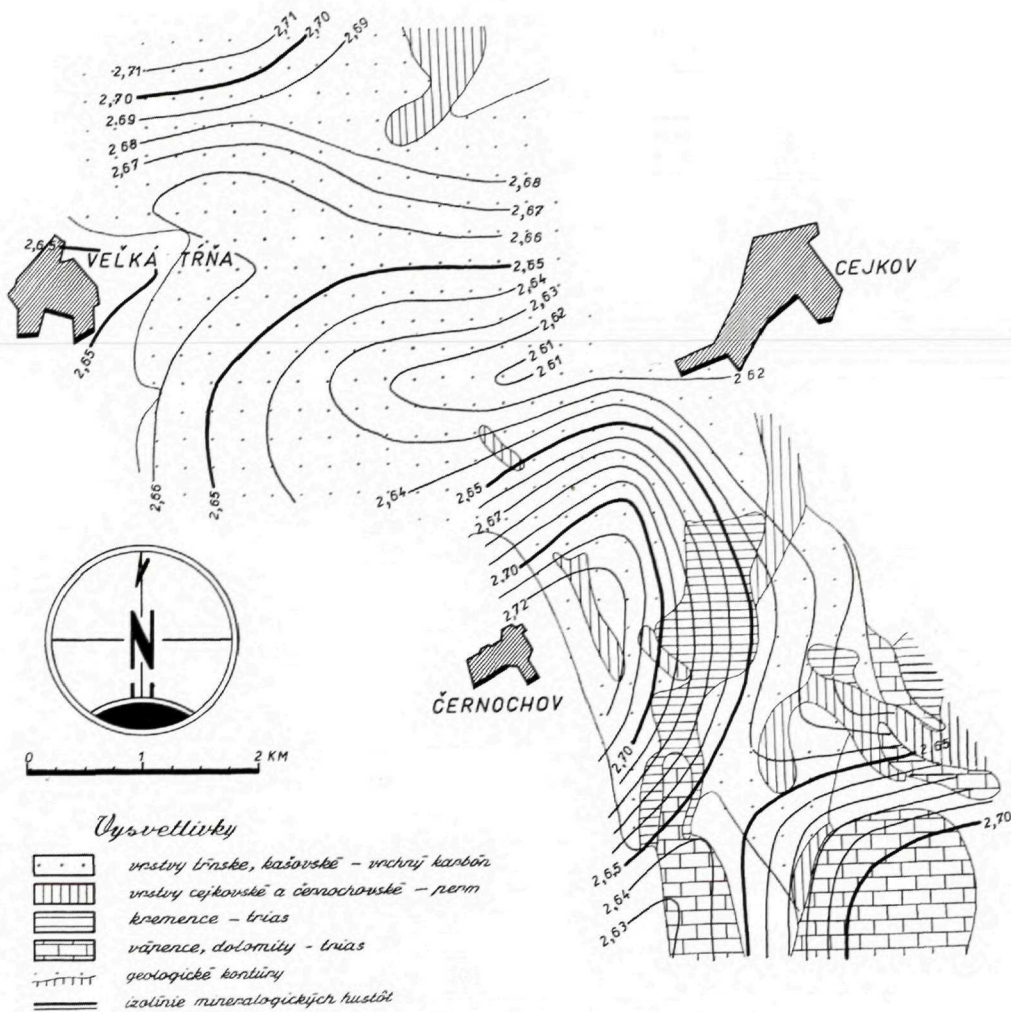 2,71
2,70
2,69
2,71
2,70
2.69
2 68
2,67
2,68
2,67
2,66
2,65
2,64
2,63
2,62
2 61
2 61
2 62
2,65
VEĽKÁ TŔŇA
2,65
CEJKOV
2,66
2,65
2,64
2,65
2,67
2.70
2,72
N
ČERNOCHOV
2,70
2,65
2,70
2,65
2,64
2,63
0 1 2 KM
Vysvetlivky
vrstvy tŕnske, kašovské – vrchný karbón
vrstvy cejkovské a černochovské – perm
kremence – trias
vápence, dolomity - trias
geologické kontúry
izolínie mineralogických hustôt